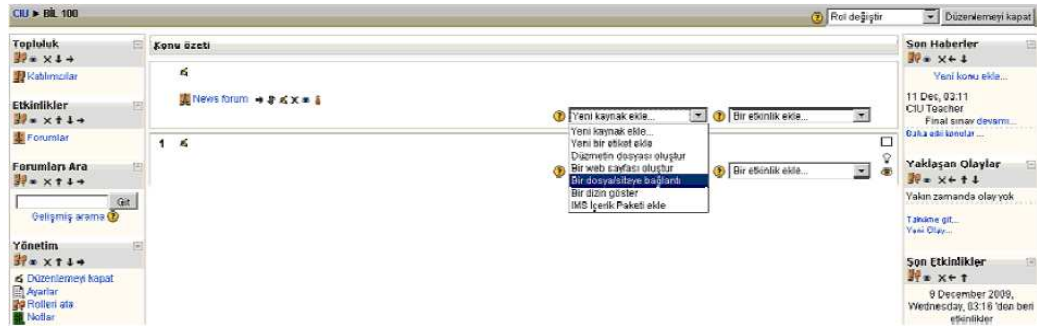 CIU ► BİL 100
Rol değiştir
Düzenlemeyi kapat
Topluluk
Katılımcılar
Etkinlikler
Forumlar
Forumları Ara
Git
Gelişmiş arama
Yönetim
Düzenlemeyi kapat
Ayarlar
Rolleri ata
Notlar
Konu özeti
News forum
Yeni kaynak ekle...
Bir etkinlik ekle...
Yeni kaynak ekle...
Yeni bir etiket ekle
Düzmetin dosyası oluştur
Bir web sayfası oluştur
Bir dosya/siteye bağlantı
Bir dizin göster
IMS İçerik Paketi ekle
1
Bir etkinlik ekle...
Son Haberler
Yeni konu ekle...
11 Dec, 03:11
CIU Teacher
Final sınav devamı...
Daha eski konular ...
Yaklaşan Olaylar
Yakın zamanda olay yok
Takvime git...
Yeni Olay...
Son Etkinlikler
9 December 2009,
Wednesday, 03:16 'den beri
etkinlikler